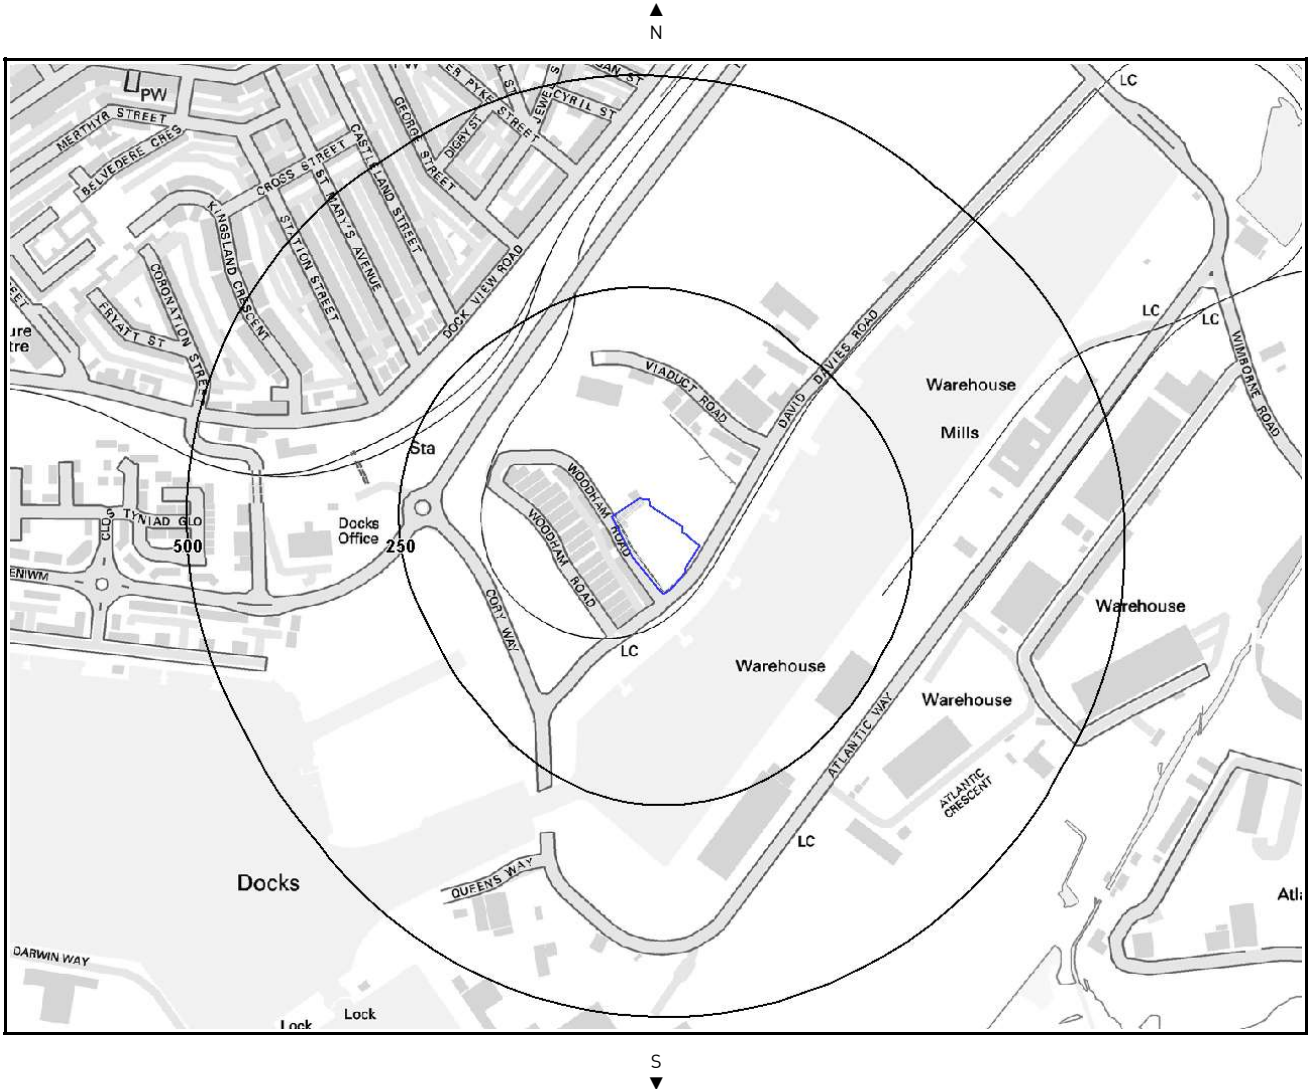 N
LC
PW
MERTHYR STREET
BELVEDERE CRES
CROSS STREET
CASTLELAND STREET
GEORGE STREET
DIGBY ST
PYKE STREET
CYRIL ST
ST MARY'S AVENUE
STATION STREET
KINGSLAND CRESCENT
CORONATION STREET
FRYATT ST
DOCK VIEW ROAD
LC
LC
WIMBORNE ROAD
DAVID DAVIES ROAD
VIADUCT ROAD
Warehouse
Mills
Sta
WOODHAM ROAD
WOODHAM ROAD
TYNIAD GLO
CLOS
Docks
Office
500
250
ENIWM
CORY WAY
LC
Warehouse
Warehouse
Warehouse
ATLANTIC WAY
ATLANTIC
CRESCENT
LC
QUEENS WAY
Docks
Atla
DARWIN WAY
Lock
Lock
S